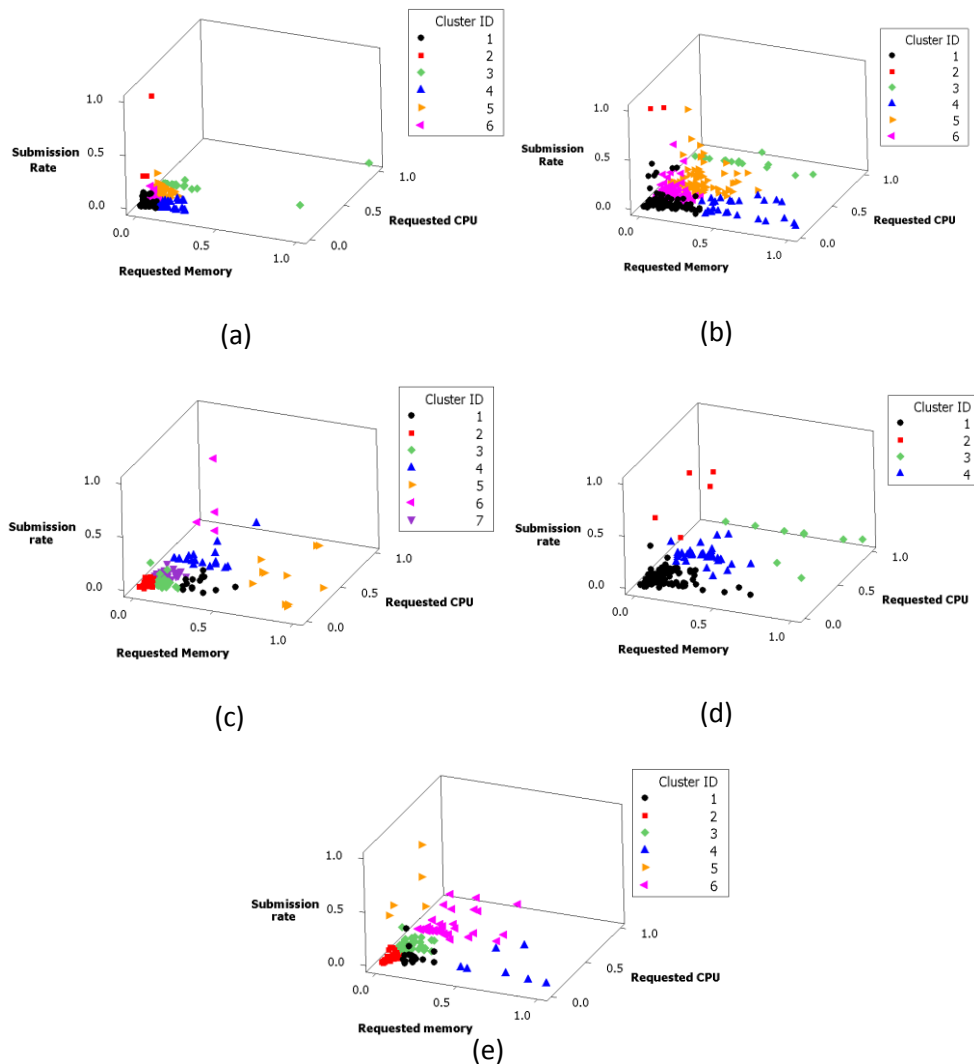 Cluster ID
1
2
3
4
5
6
1.0
Submission
Rate
0.5
0.0
0.0
0.5
1.0
Requested Memory
0.0
0.5
1.0
Requested CPU
(a)
Cluster ID
1
2
3
4
5
6
1.0
Submission
Rate
0.5
0.0
0.0
0.5
1.0
Requested Memory
0.0
0.5
1.0
Requested CPU
(b)
Cluster ID
1
2
3
4
5
6
7
1.0
Submission
rate
0.5
0.0
0.0
0.5
1.0
Requested Memory
0.0
0.5
1.0
Requested CPU
(c)
Cluster ID
1
2
3
4
1.0
Submission
rate
0.5
0.0
0.0
0.5
1.0
Requested Memory
0.0
0.5
1.0
Requested CPU
(d)
Cluster ID
1
2
3
4
5
6
1.0
Submission
rate
0.5
0.0
0.0
0.5
1.0
Requested memory
0.0
0.5
1.0
Requested CPU
(e)